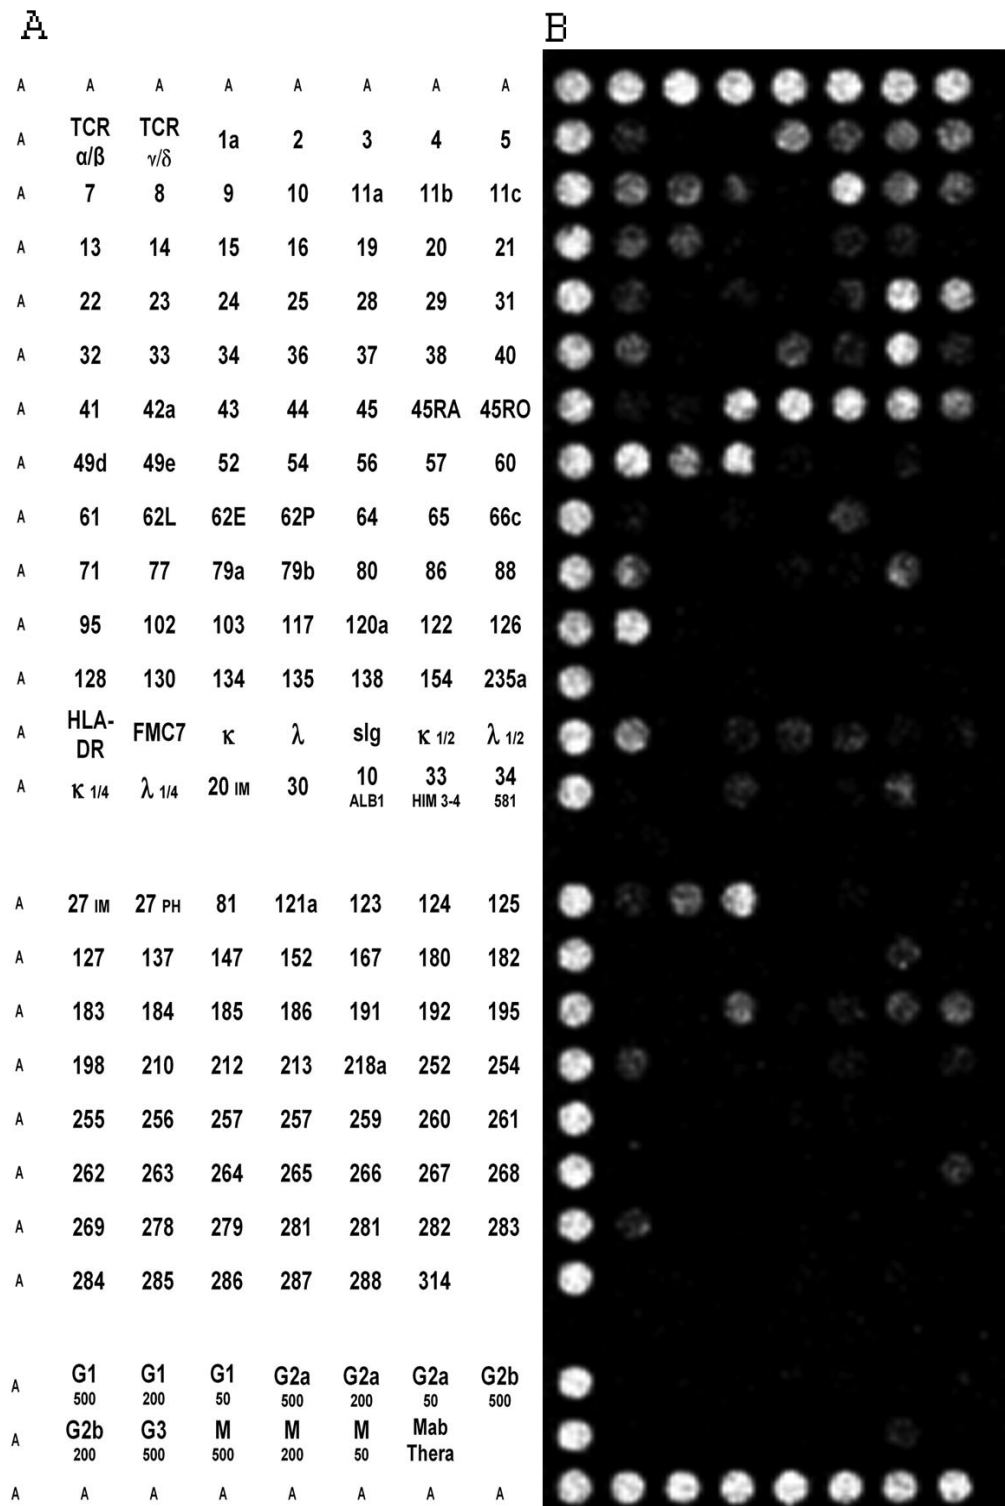 A B
A A A A A A A A
A TCR α/β TCR γ/δ 1a 2 3 4 5
A 7 8 9 10 11a 11b 11c
A 13 14 15 16 19 20 21
A 22 23 24 25 28 29 31
A 32 33 34 36 37 38 40
A 41 42a 43 44 45 45RA 45RO
A 49d 49e 52 54 56 57 60
A 61 62L 62E 62P 64 65 66c
A 71 77 79a 79b 80 86 88
A 95 102 103 117 120a 122 126
A 128 130 134 135 138 154 235a
A HLA-DR FMC7 κ λ sIg κ 1/2 λ 1/2
A κ 1/4 λ 1/4 20 IM 30 10 ALB1 33 HIM 3-4 34 581
A 27 IM 27 PH 81 121a 123 124 125
A 127 137 147 152 167 180 182
A 183 184 185 186 191 192 195
A 198 210 212 213 218a 252 254
A 255 256 257 257 259 260 261
A 262 263 264 265 266 267 268
A 269 278 279 281 281 282 283
A 284 285 286 287 288 314
A G1 500 G1 200 G1 50 G2a 500 G2a 200 G2a 50 G2b 500
A G2b 200 G3 500 M 500 M 200 M 50 Mab Thera
A A A A A A A A